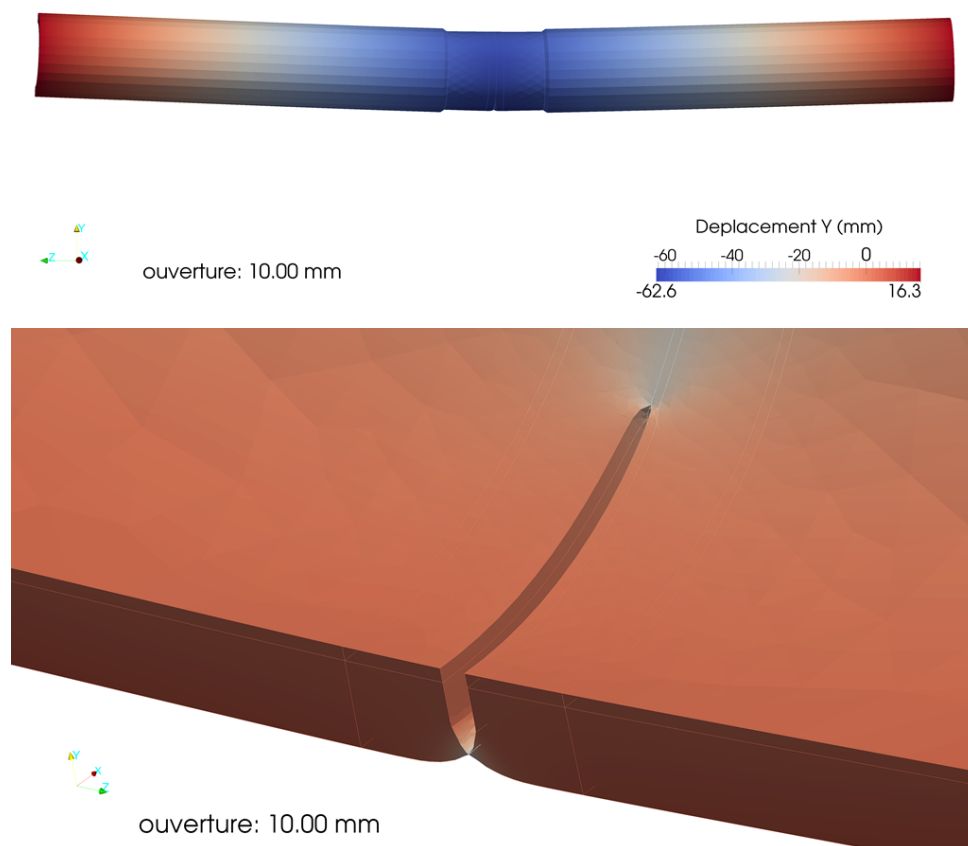 Y
Z X
ouverture: 10.00 mm
Deplacement Y (mm)
-60 -40 -20 0
-62.6 16.3
Y
X
Z
ouverture: 10.00 mm